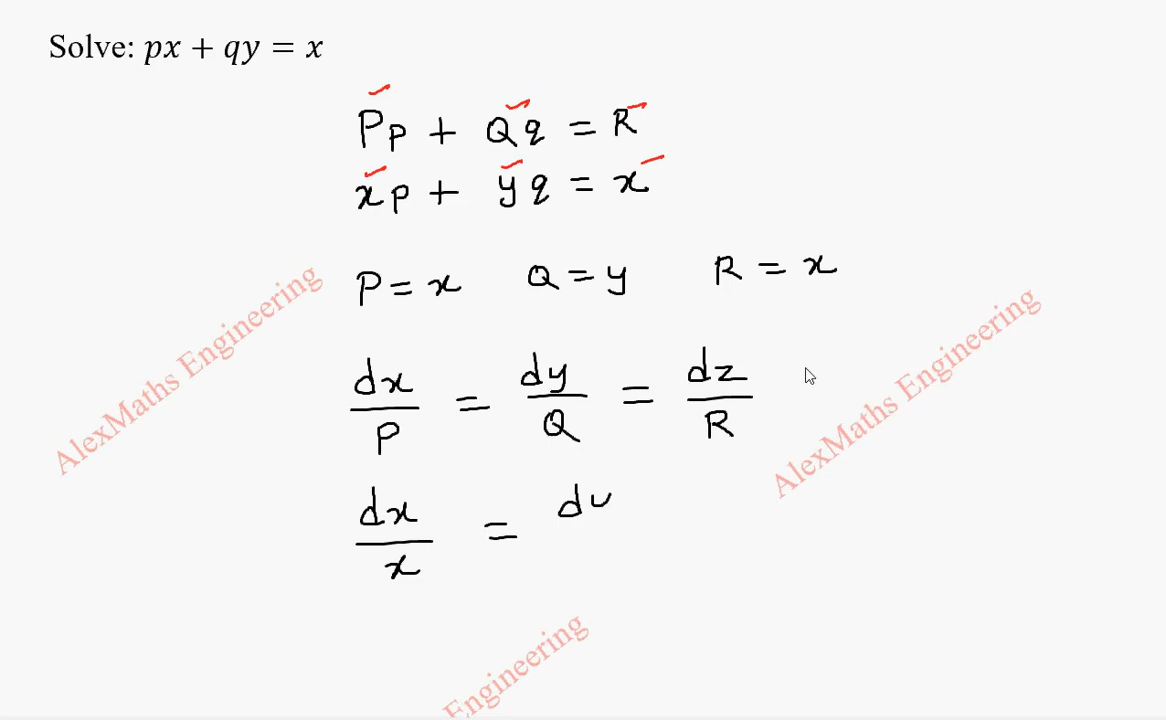 Solve: px + qy = x
Pp + Qq = R
xp + yq = x
P = x Q = y R = x
AlexMaths Engineering
AlexMaths Engineering
dx/P = dy/Q = dz/R
dx/x =
Engineering